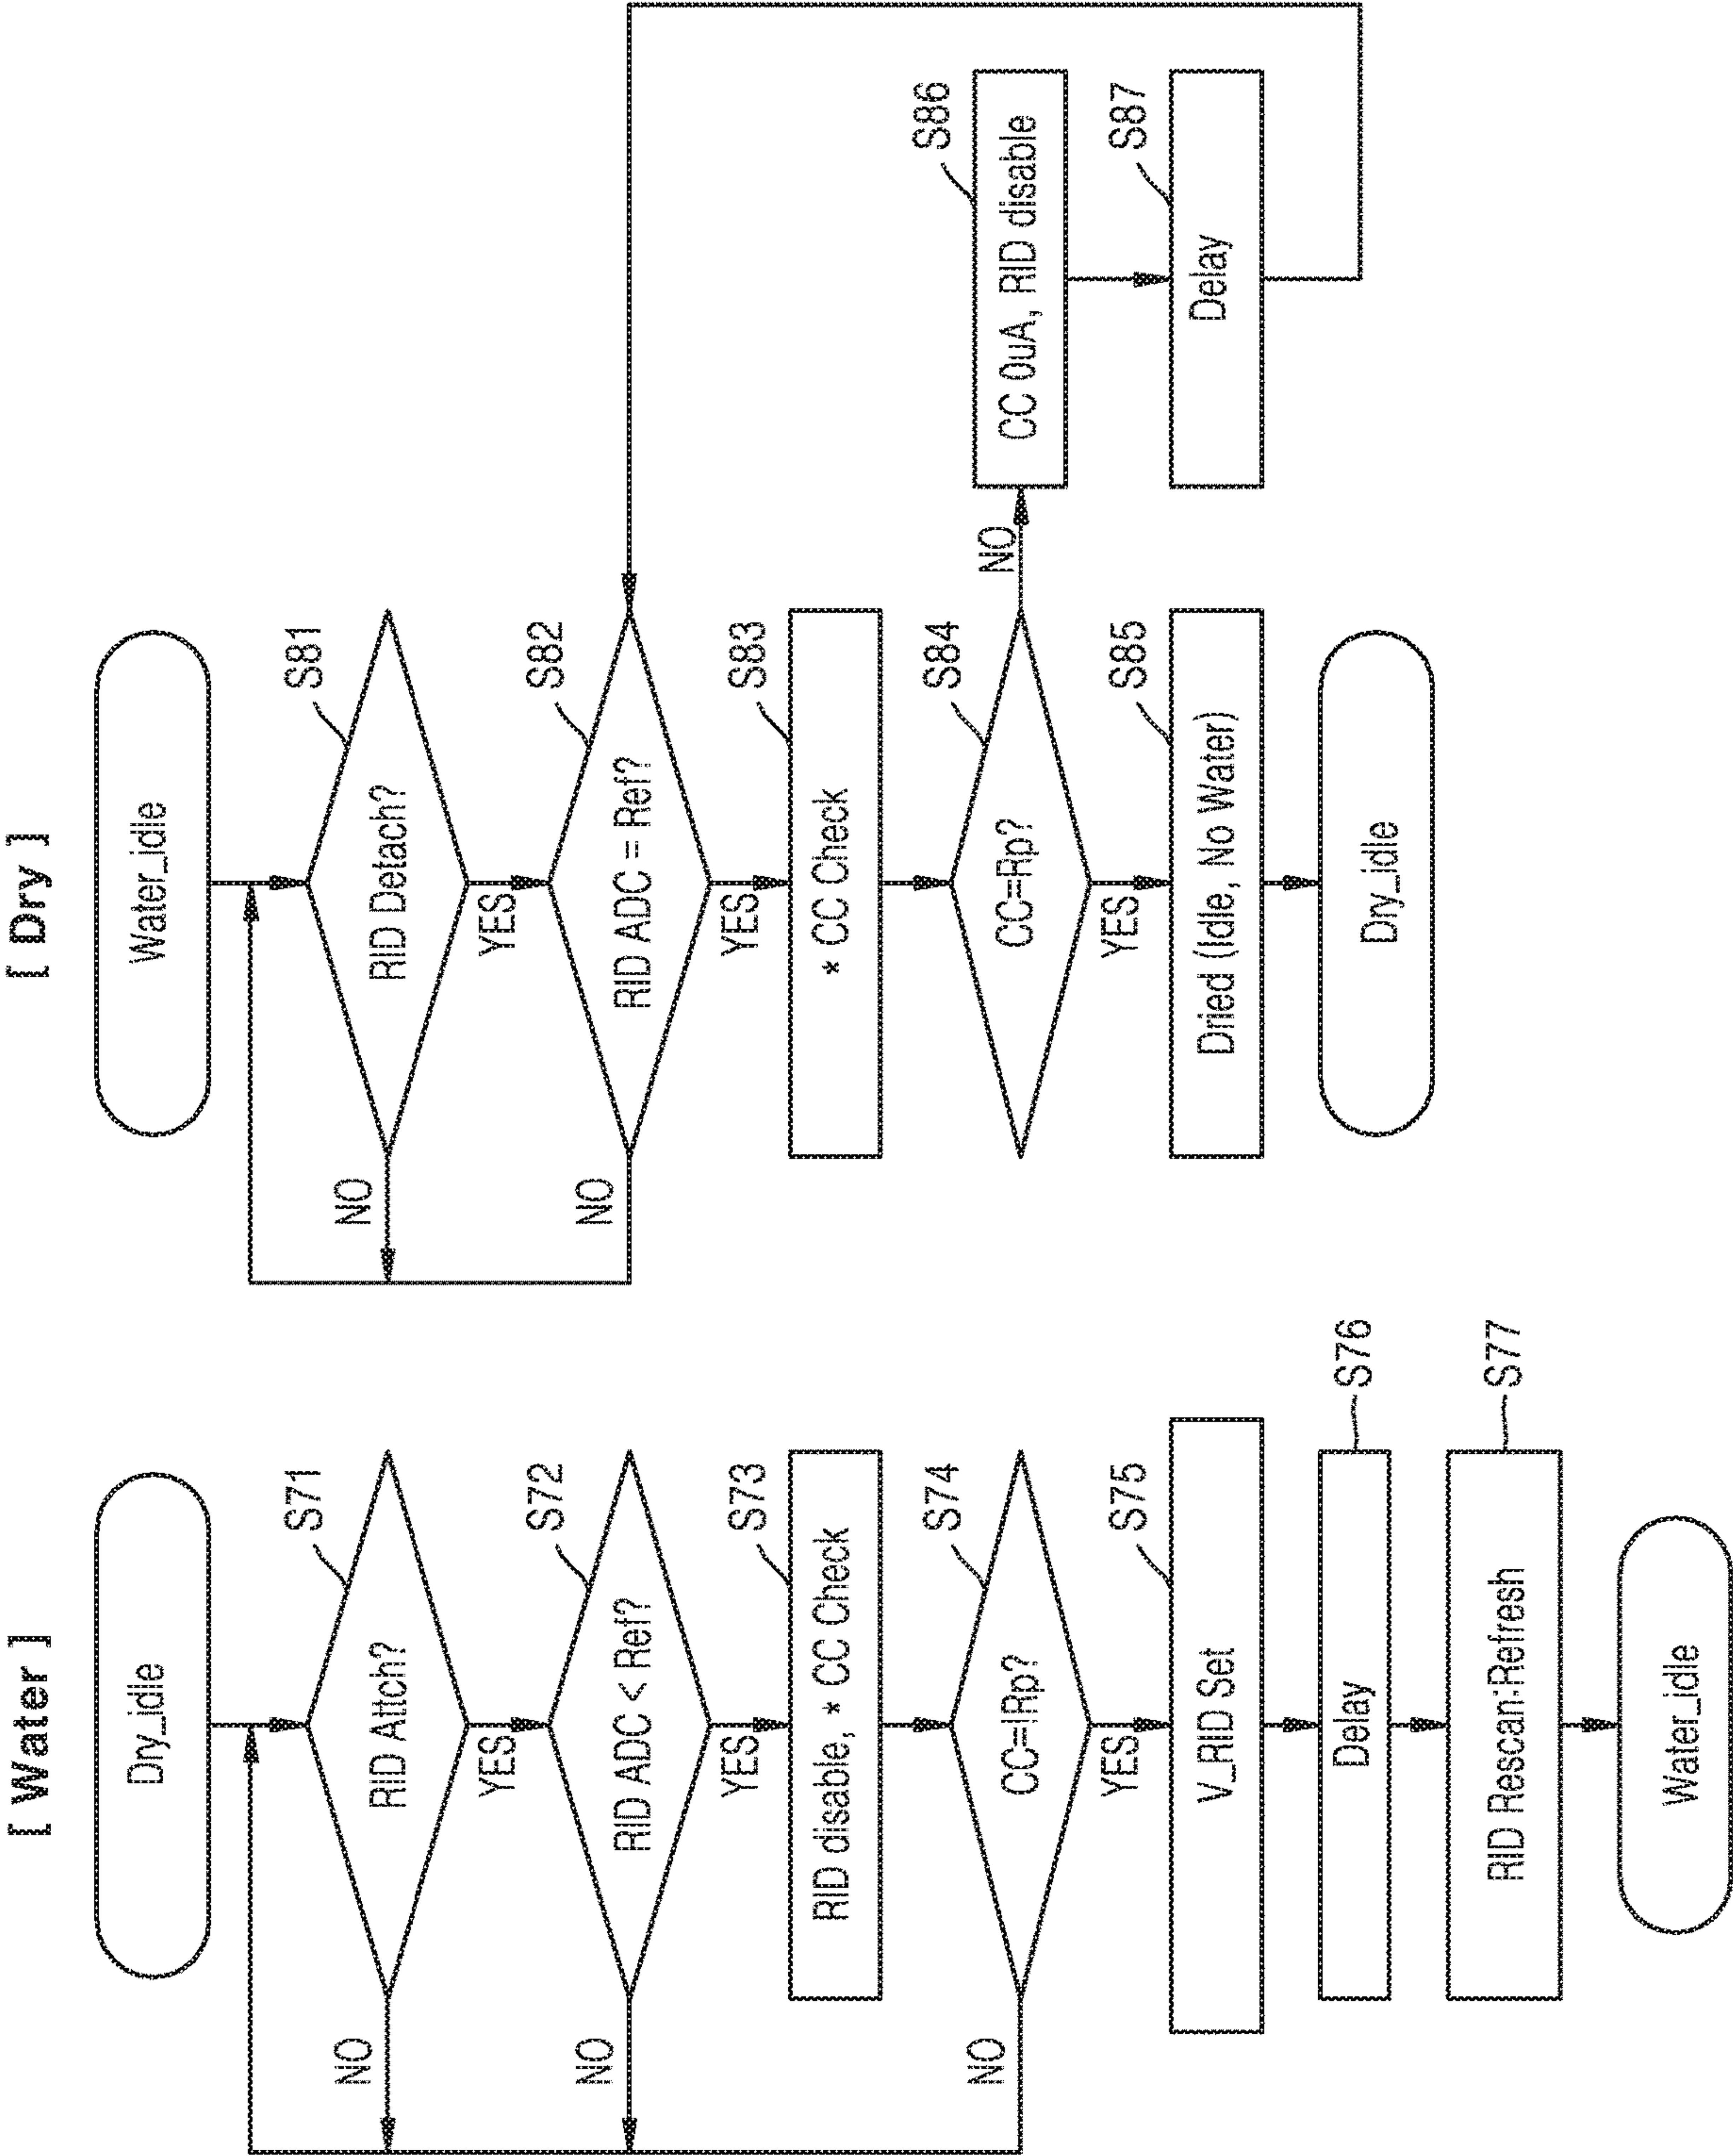 [ Water ]
Dry_idle
S71
RID Attch?
NO
YES
S72
RID ADC < Ref?
NO
YES
S73
RID disable, * CC Check
S74
CC=!Rp?
NO
YES
S75
V_RID Set
S76
Delay
S77
RID Rescan:Refresh
Water_idle
[ Dry ]
Water_idle
S81
RID Detach?
NO
YES
S82
RID ADC = Ref?
NO
YES
S83
* CC Check
S84
CC=Rp?
NO
YES
S86
CC 0uA, RID disable
S85
Dried (Idle, No Water)
S87
Delay
Dry_idle